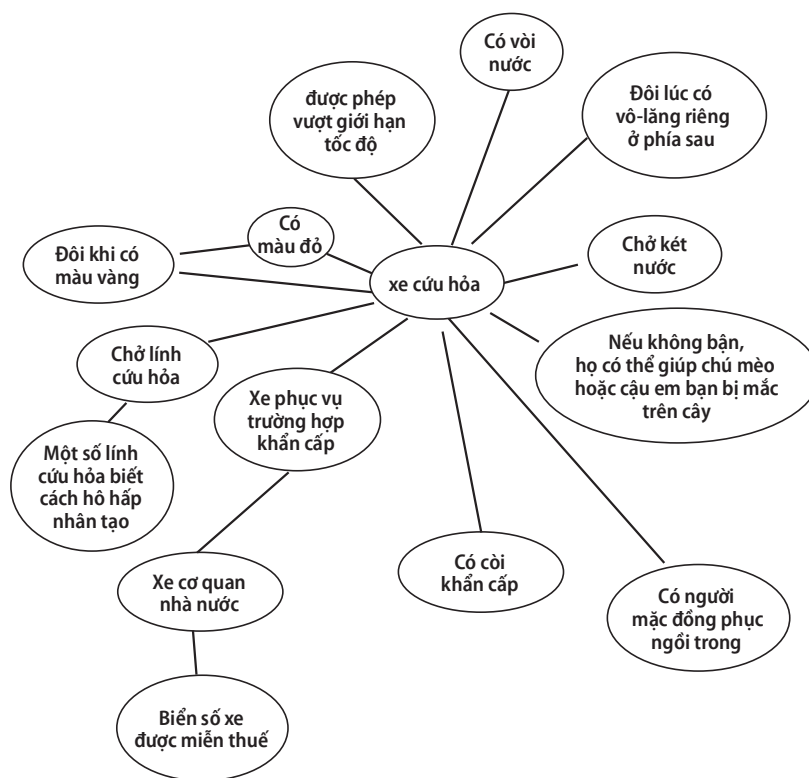 Có vòi
nước
được phép
vượt giới hạn
tốc độ
Đôi lúc có
vô-lăng riêng
ở phía sau
Có
màu đỏ
Đôi khi có
màu vàng
xe cứu hỏa
Chở két
nước
Chở lính
cứu hỏa
Nếu không bận,
họ có thể giúp chú mèo
hoặc cậu em bạn bị mắc
trên cây
Xe phục vụ
trường hợp
khẩn cấp
Một số lính
cứu hỏa biết
cách hô hấp
nhân tạo
Xe cơ quan
nhà nước
Có còi
khẩn cấp
Có người
mặc đồng phục
ngồi trong
Biển số xe
được miễn thuế